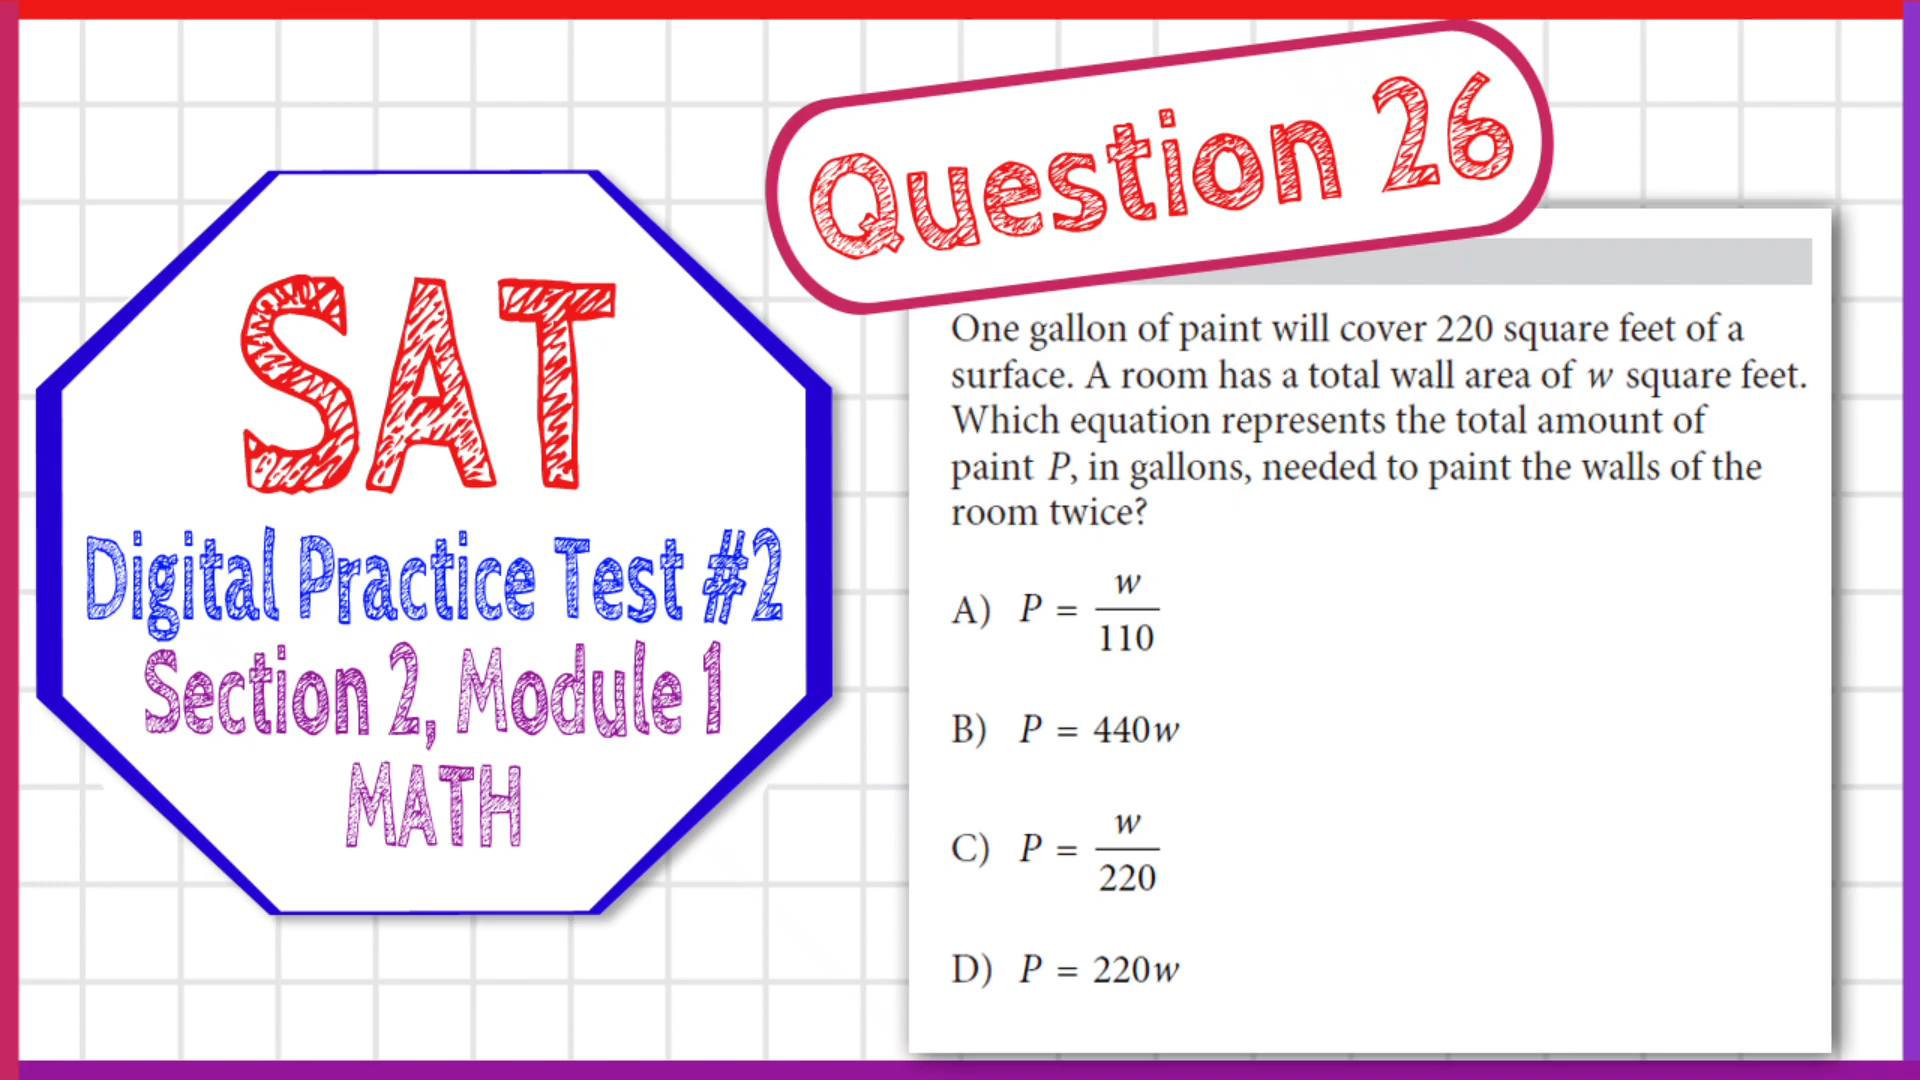 SAT
Digital Practice Test #2
Section 2, Module 1
MATH
Question 26
One gallon of paint will cover 220 square feet of a
surface. A room has a total wall area of w square feet.
Which equation represents the total amount of
paint P, in gallons, needed to paint the walls of the
room twice?
A) P = w/110
B) P = 440w
C) P = w/220
D) P = 220w